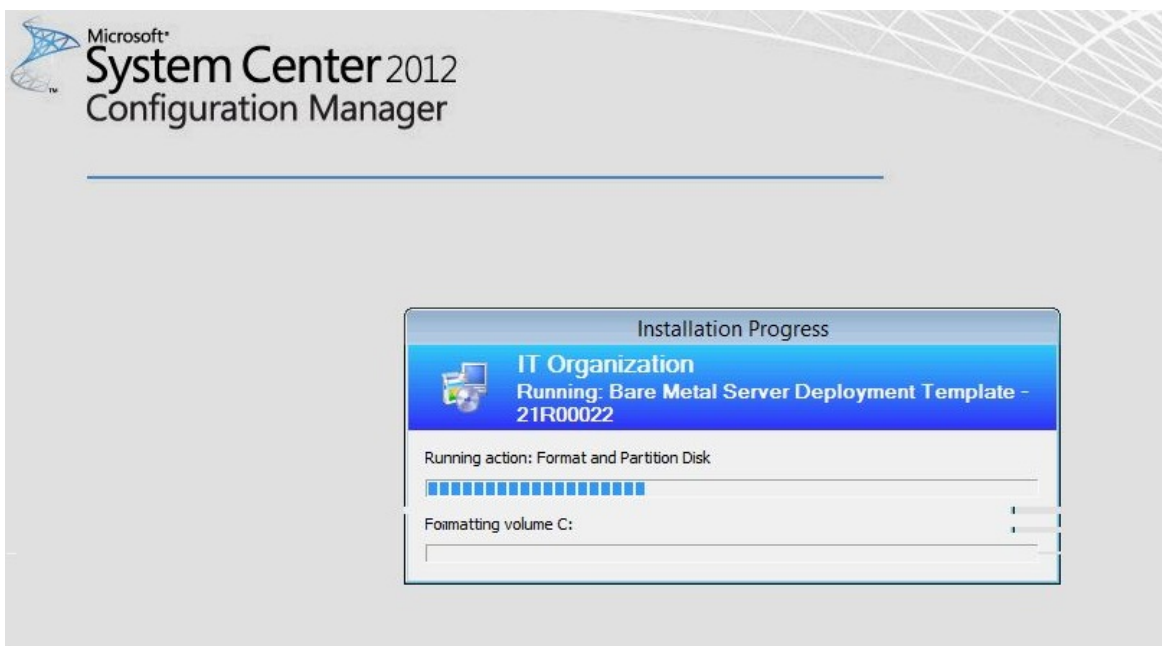 Microsoft®
System Center 2012
Configuration Manager
Installation Progress
IT Organization
Running: Bare Metal Server Deployment Template -
21R00022
Running action: Format and Partition Disk
Formatting volume C: